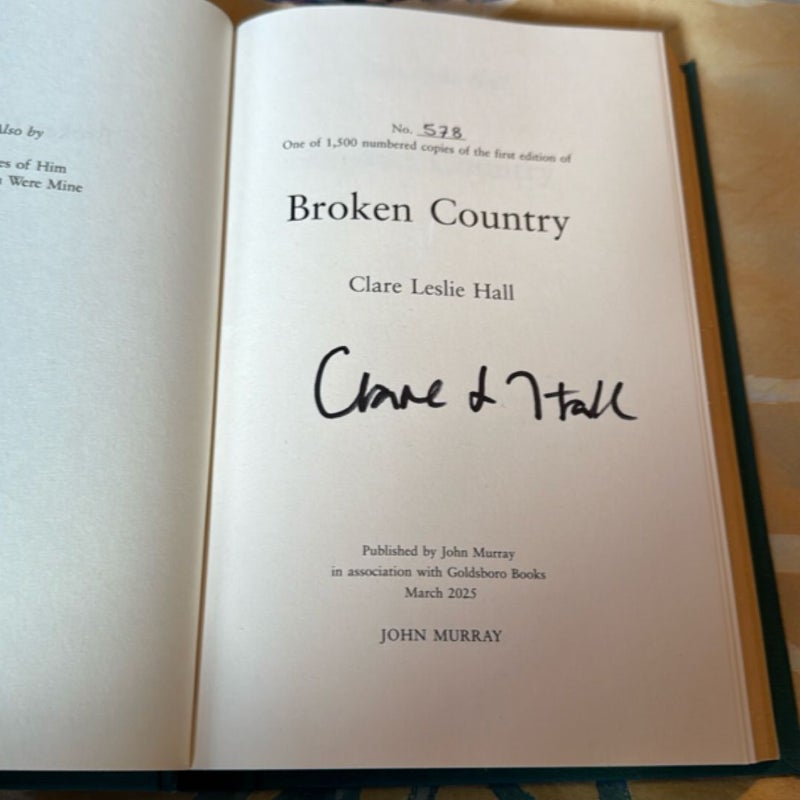 Also by
es of Him
Were Mine
No. 578
One of 1,500 numbered copies of the first edition of
Broken Country
Clare Leslie Hall
Clare L Hall
Published by John Murray
in association with Goldsboro Books
March 2025
JOHN MURRAY